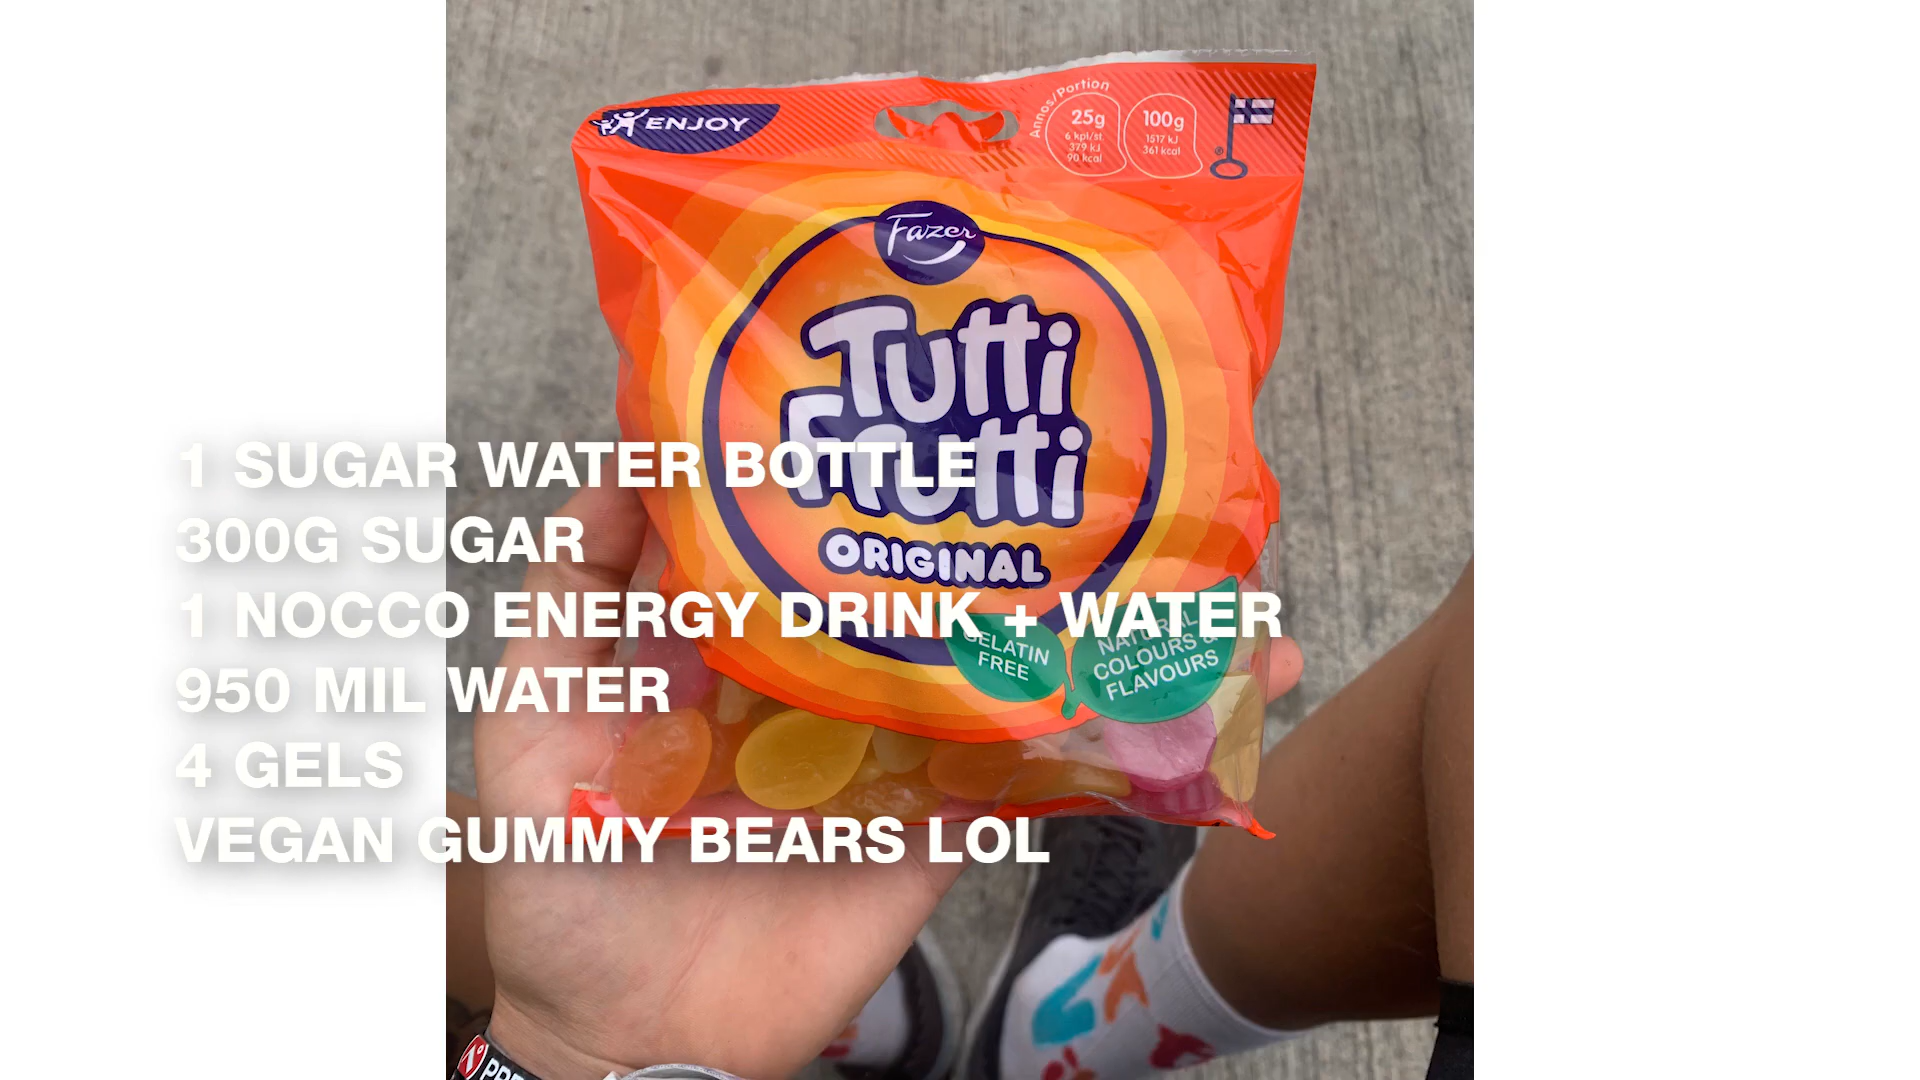 ENJOY
Annos/Portion
25g
6 kpl/st.
379 kJ
90 kcal
100g
1517 kJ
361 kcal
Fazer
Tutti
Frutti
ORIGINAL
GELATIN
FREE
NATURAL
COLOURS &
FLAVOURS
1 SUGAR WATER BOTTLE
300G SUGAR
1 NOCCO ENERGY DRINK + WATER
950 MIL WATER
4 GELS
VEGAN GUMMY BEARS LOL